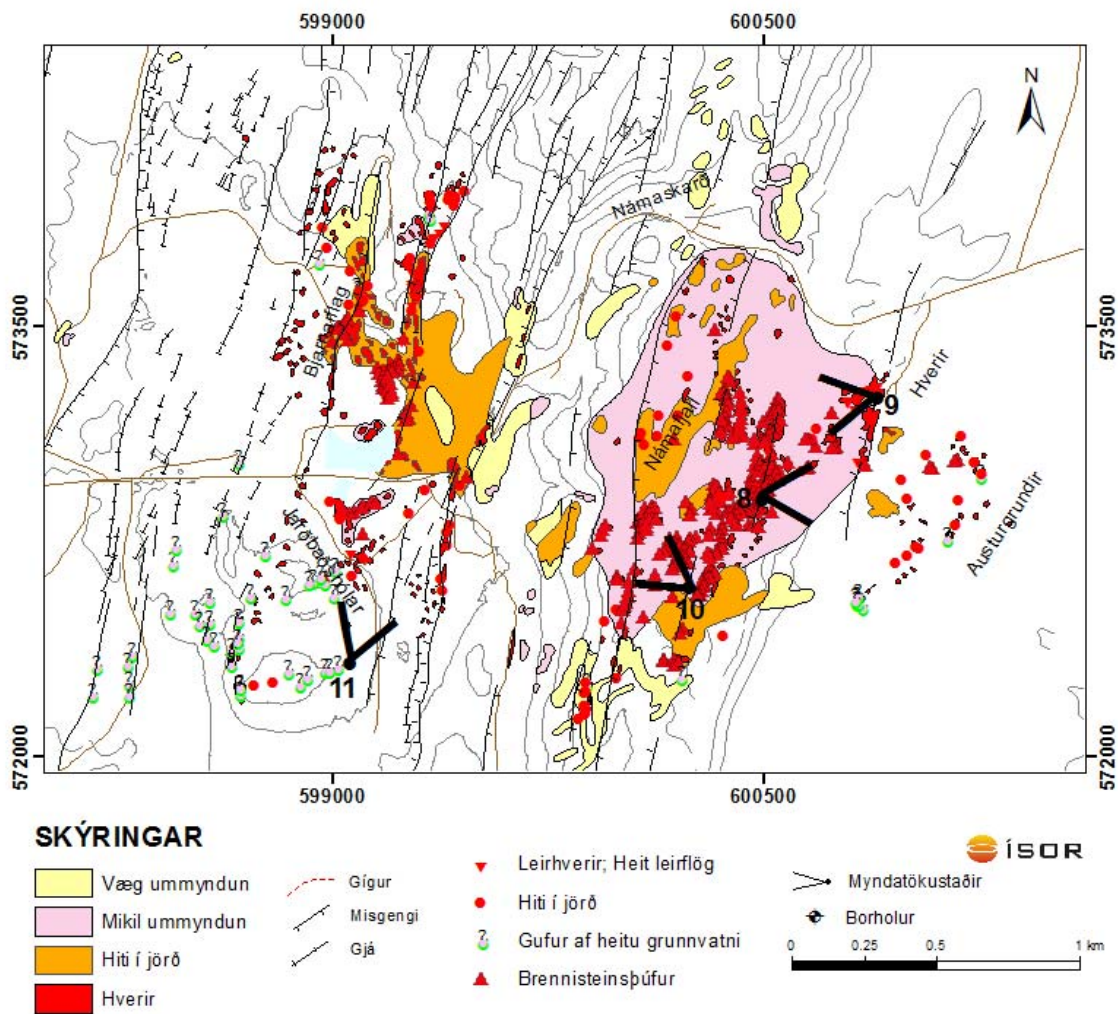 599000
600500
N
Námaskarð
573500
573500
Bjarnarflag
Hverir
9
Námafjall
8
Austurgrundir
Jarðbaðshólar
10
11
572000
572000
599000
600500
SKÝRINGAR
Væg ummyndun
Mikil ummyndun
Hiti í jörð
Hverir
Gígur
Misgengi
Gjá
Leirhverir; Heit leirflög
Hiti í jörð
? Gufur af heitu grunnvatni
Brennisteinsþúfur
ÍSOR
Myndatökustaðir
Borholur
0 0.25 0.5 1 km